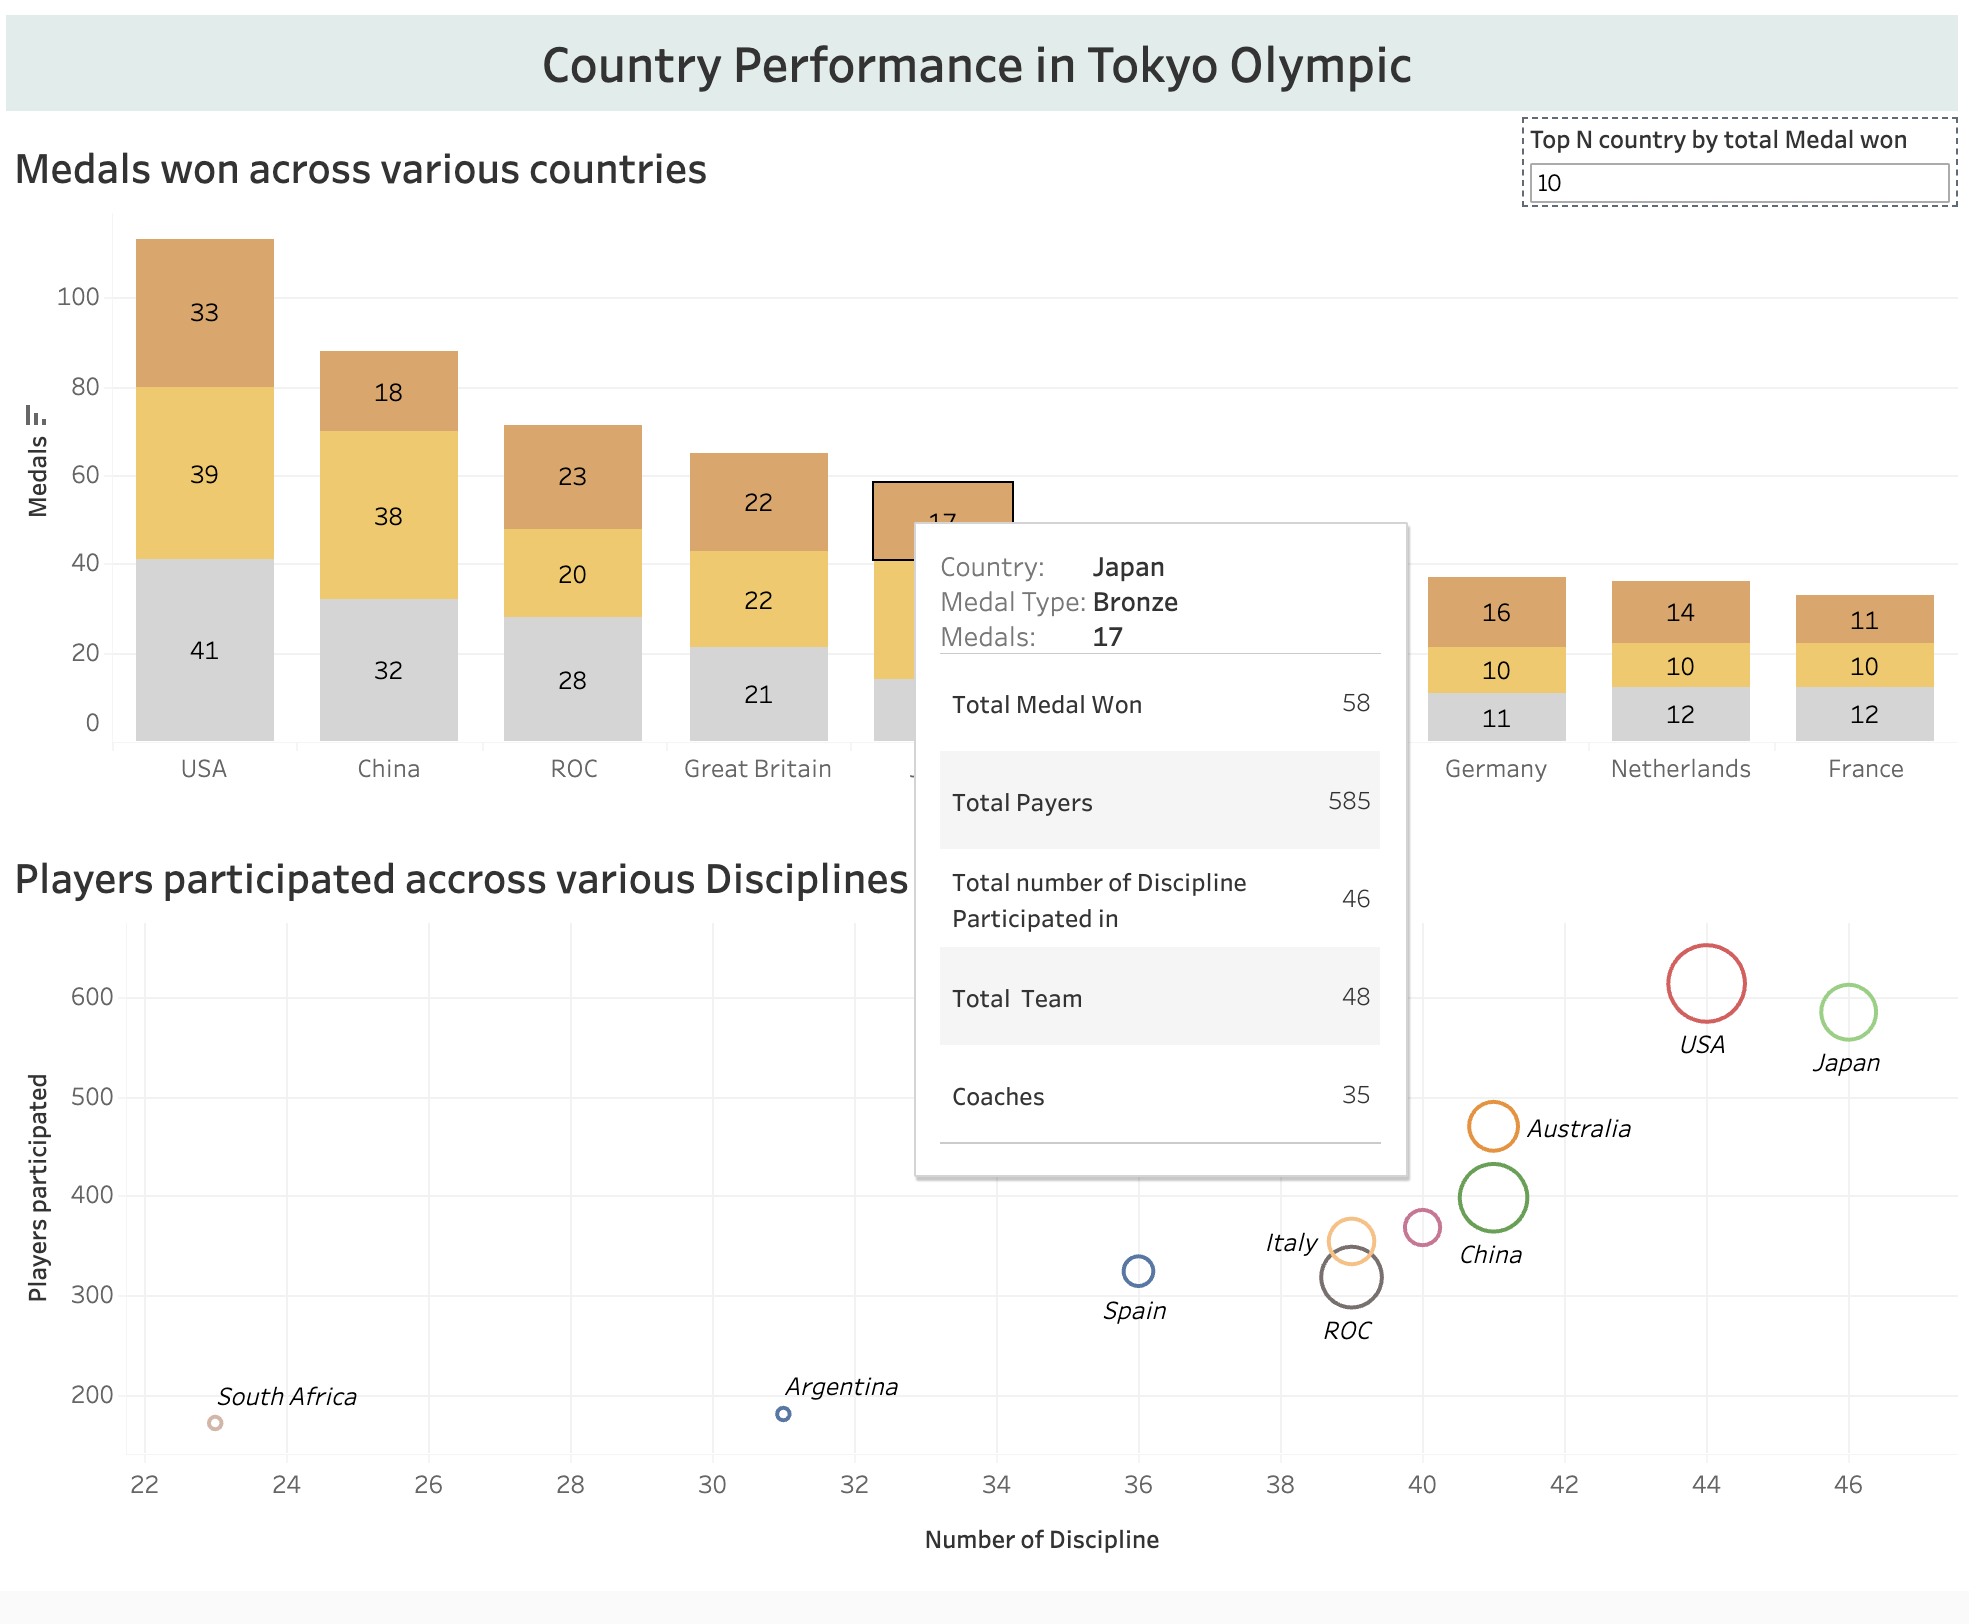 Country Performance in Tokyo Olympic
Top N country by total Medal won
10
Medals won across various countries
Medals
100
80
60
40
20
0
33
39
41
18
38
32
23
20
28
22
22
21
17
16
10
11
14
10
12
11
10
12
USA
China
ROC
Great Britain
Germany
Netherlands
France
Country: Japan
Medal Type: Bronze
Medals: 17
Total Medal Won 58
Total Payers 585
Total number of Discipline
Participated in
46
Total Team 48
Coaches 35
Players participated accross various Disciplines
Players participated
600
500
400
300
200
USA
Japan
Australia
China
Italy
ROC
Spain
Argentina
South Africa
22 24 26 28 30 32 34 36 38 40 42 44 46
Number of Discipline